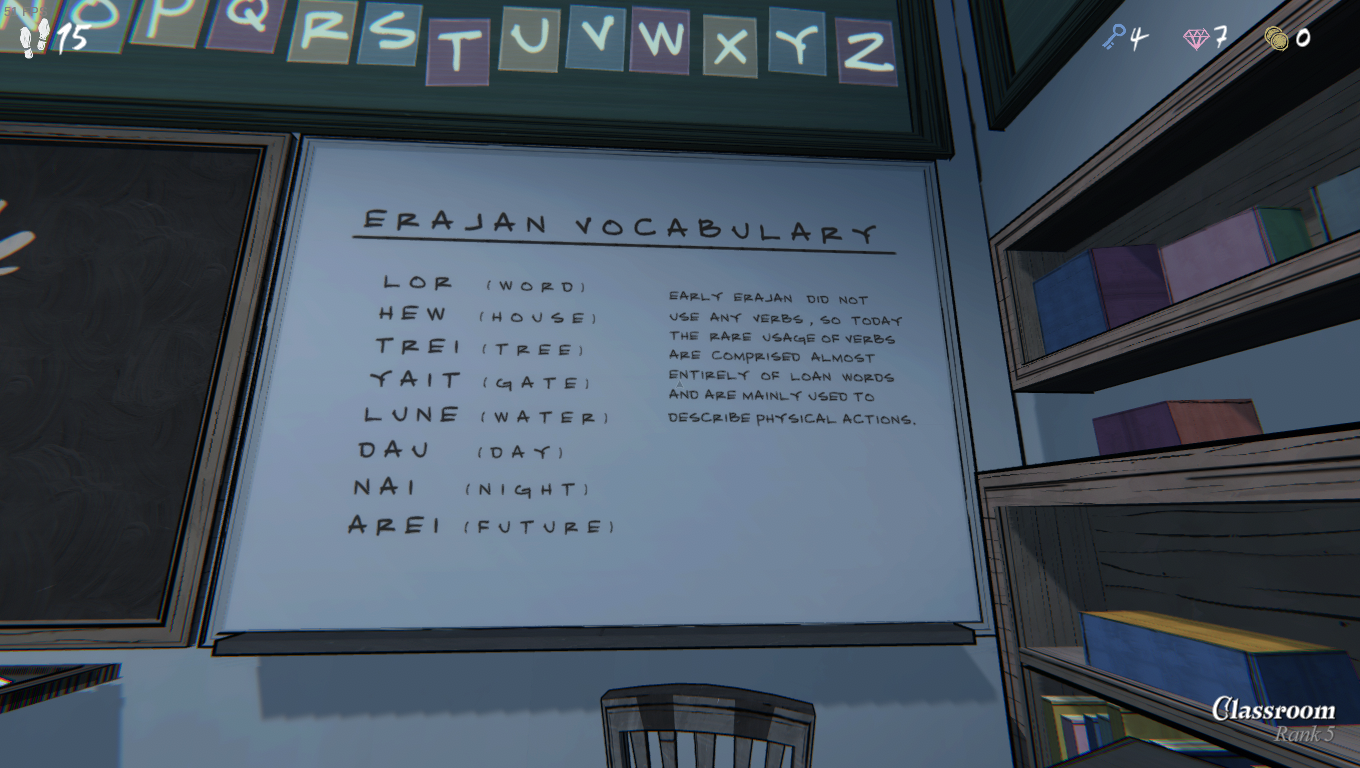 O P Q R S T U V W X Y Z
15
4 7 0
ERAJAN VOCABULARY
LOR (WORD)
HEW (HOUSE)
TREI (TREE)
YAIT (GATE)
LUNE (WATER)
DAU (DAY)
NAI (NIGHT)
AREI (FUTURE)
EARLY ERAJAN DID NOT
USE ANY VERBS, SO TODAY
THE RARE USAGE OF VERBS
ARE COMPRISED ALMOST
ENTIRELY OF LOAN WORDS
AND ARE MAINLY USED TO
DESCRIBE PHYSICAL ACTIONS.
Classroom
Rank 5